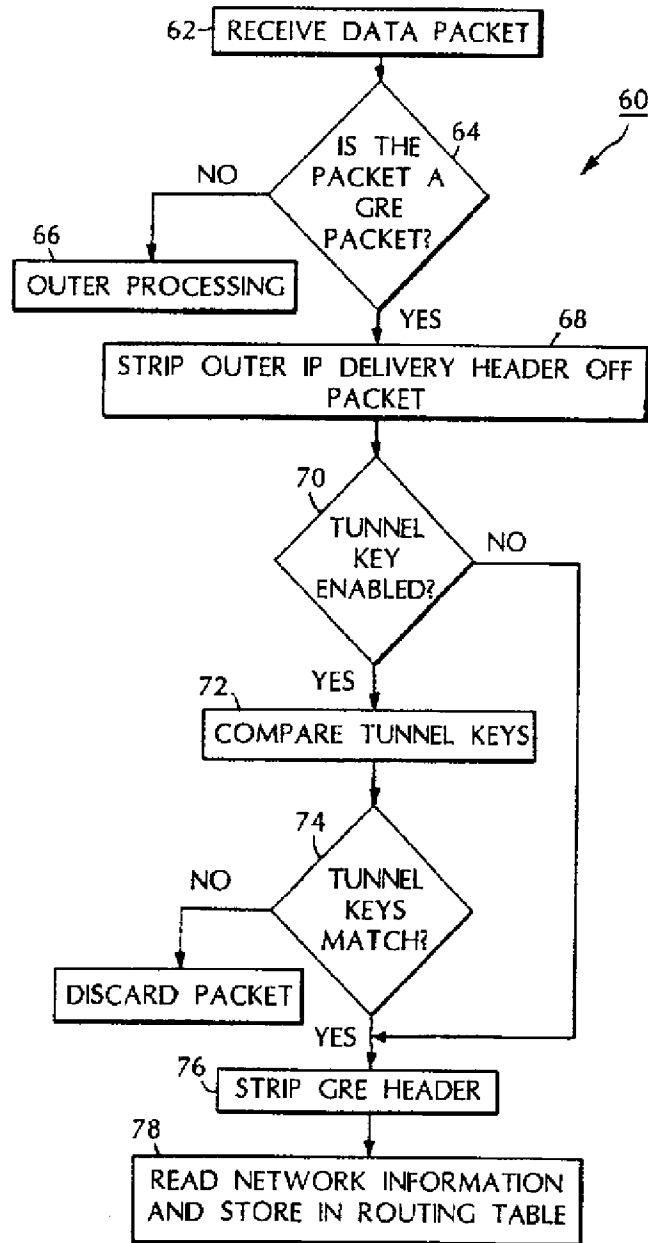 62 RECEIVE DATA PACKET
60
64
IS THE
PACKET A
GRE
PACKET?
NO
66
OUTER PROCESSING
YES
68
STRIP OUTER IP DELIVERY HEADER OFF
PACKET
70
TUNNEL
KEY
ENABLED?
NO
YES
72
COMPARE TUNNEL KEYS
74
TUNNEL
KEYS
MATCH?
NO
DISCARD PACKET
YES
76
STRIP GRE HEADER
78
READ NETWORK INFORMATION
AND STORE IN ROUTING TABLE